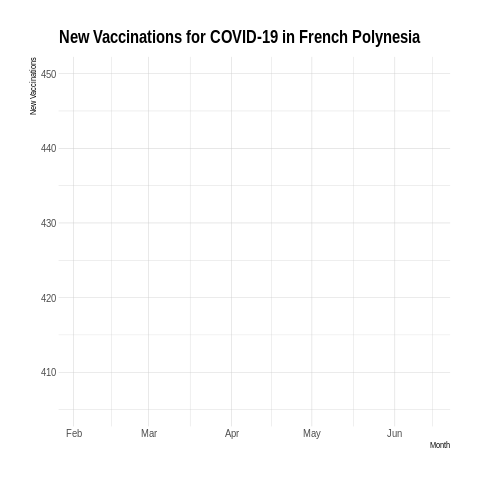 New Vaccinations for COVID-19 in French Polynesia
New Vaccinations
450
440
430
420
410
Feb Mar Apr May Jun
Month